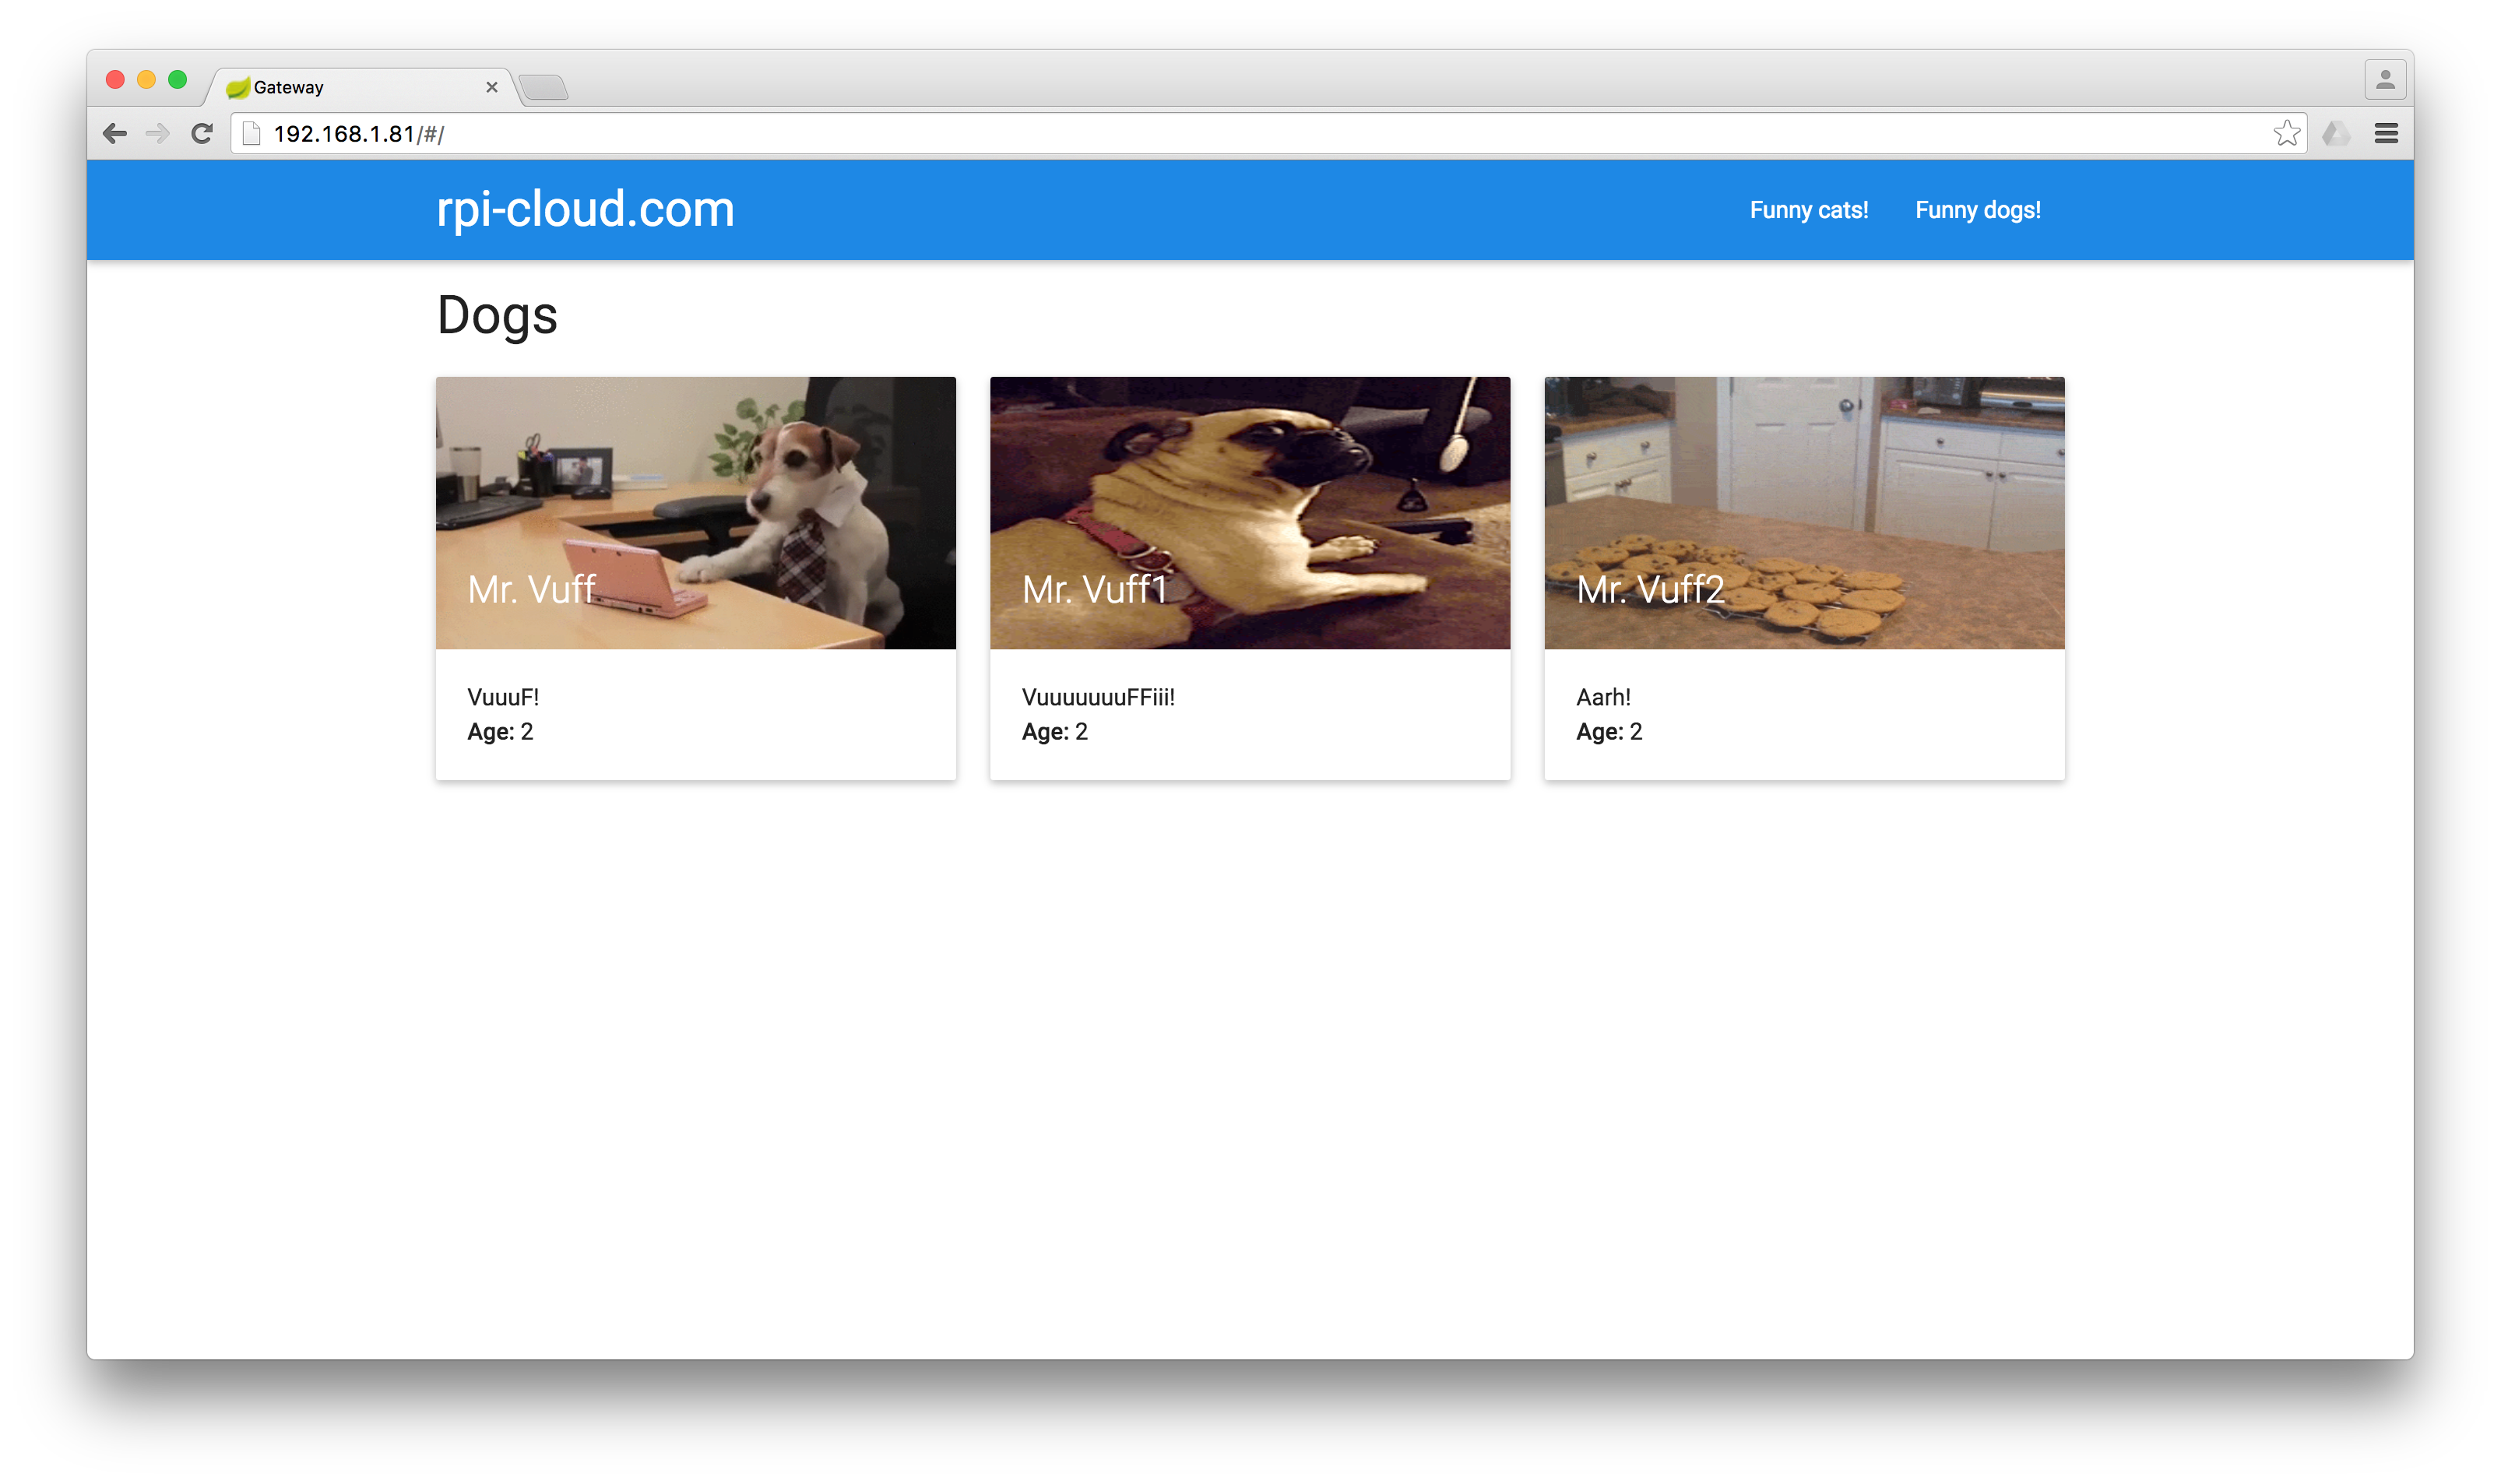 Gateway
192.168.1.81/#/
rpi-cloud.com
Funny cats! Funny dogs!
Dogs
Mr. Vuff
VuuuF!
Age: 2
Mr. Vuff1
VuuuuuuuFFiii!
Age: 2
Mr. Vuff2
Aarh!
Age: 2